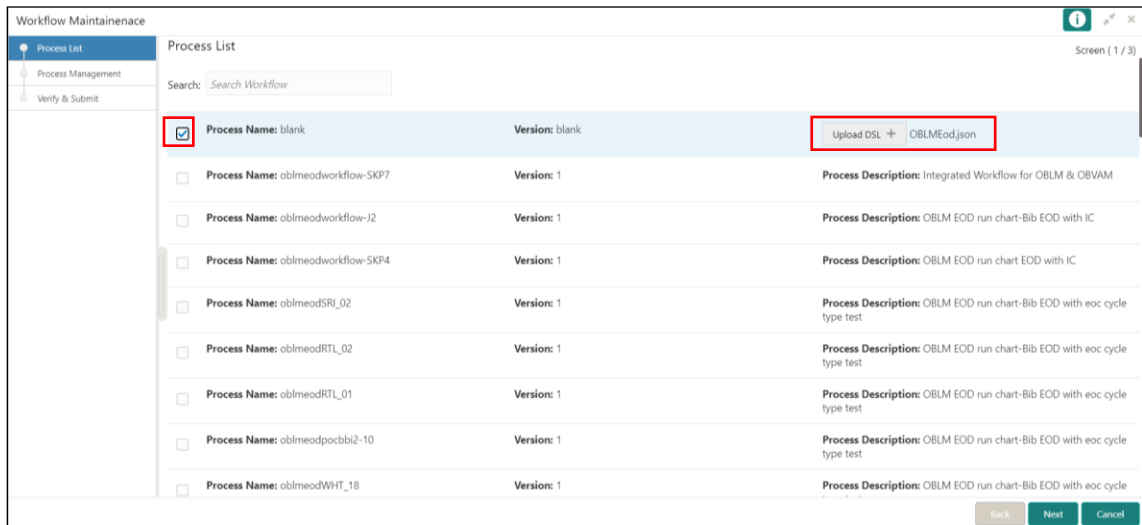 Workflow Maintainenace
Process List
Process Management
Verify & Submit
Process List
Screen ( 1 / 3)
Search: Search Workflow
Process Name: blank Version: blank Upload DSL + OBLMEod.json
Process Name: oblmeodworkflow-SKP7 Version: 1 Process Description: Integrated Workflow for OBLM & OBVAM
Process Name: oblmeodworkflow-J2 Version: 1 Process Description: OBLM EOD run chart-Bib EOD with IC
Process Name: oblmeodworkflow-SKP4 Version: 1 Process Description: OBLM EOD run chart EOD with IC
Process Name: oblmeodSRI_02 Version: 1 Process Description: OBLM EOD run chart-Bib EOD with eoc cycle
type test
Process Name: oblmeodRTL_02 Version: 1 Process Description: OBLM EOD run chart-Bib EOD with eoc cycle
type test
Process Name: oblmeodRTL_01 Version: 1 Process Description: OBLM EOD run chart-Bib EOD with eoc cycle
type test
Process Name: oblmeodpocbbi2-10 Version: 1 Process Description: OBLM EOD run chart-Bib EOD with eoc cycle
type test
Process Name: oblmeodWHT_18 Version: 1 Process Description: OBLM EOD run chart-Bib EOD with eoc cycle
Back Next Cancel